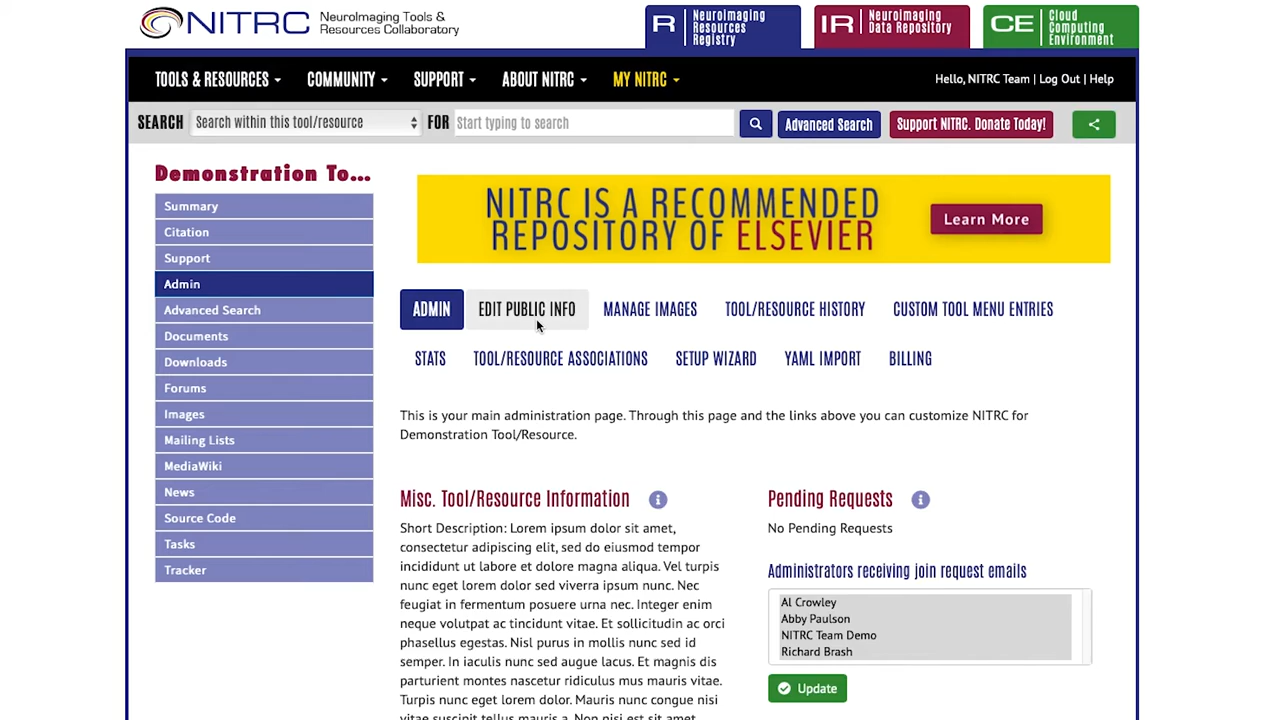 NITRC NeuroImaging Tools &
Resources Collaboratory
R NeuroImaging
Resources
Registry
IR NeuroImaging
Data Repository
CE Cloud
Computing
Environment
TOOLS & RESOURCES COMMUNITY SUPPORT ABOUT NITRC MY NITRC Hello, NITRC Team | Log Out | Help
SEARCH Search within this tool/resource FOR Start typing to search Advanced Search Support NITRC. Donate Today!
Demonstration To...
Summary
Citation
Support
Admin
Advanced Search
Documents
Downloads
Forums
Images
Mailing Lists
MediaWiki
News
Source Code
Tasks
Tracker
NITRC IS A RECOMMENDED
REPOSITORY OF ELSEVIER
Learn More
ADMIN EDIT PUBLIC INFO MANAGE IMAGES TOOL/RESOURCE HISTORY CUSTOM TOOL MENU ENTRIES
STATS TOOL/RESOURCE ASSOCIATIONS SETUP WIZARD YAML IMPORT BILLING
This is your main administration page. Through this page and the links above you can customize NITRC for
Demonstration Tool/Resource.
Misc. Tool/Resource Information
Short Description: Lorem ipsum dolor sit amet,
consectetur adipiscing elit, sed do eiusmod tempor
incididunt ut labore et dolore magna aliqua. Vel turpis
nunc eget lorem dolor sed viverra ipsum nunc. Nec
feugiat in fermentum posuere urna nec. Integer enim
neque volutpat ac tincidunt vitae. Et sollicitudin ac orci
phasellus egestas. Nisl purus in mollis nunc sed id
semper. In iaculis nunc sed augue lacus. Et magnis dis
parturient montes nascetur ridiculus mus mauris vitae.
Turpis nunc eget lorem dolor. Mauris nunc congue nisi
vitae suscipit tellus mauris a. Nisi vitae suscipit
Pending Requests
No Pending Requests
Administrators receiving join request emails
Al Crowley
Abby Paulson
NITRC Team Demo
Richard Brash
Update